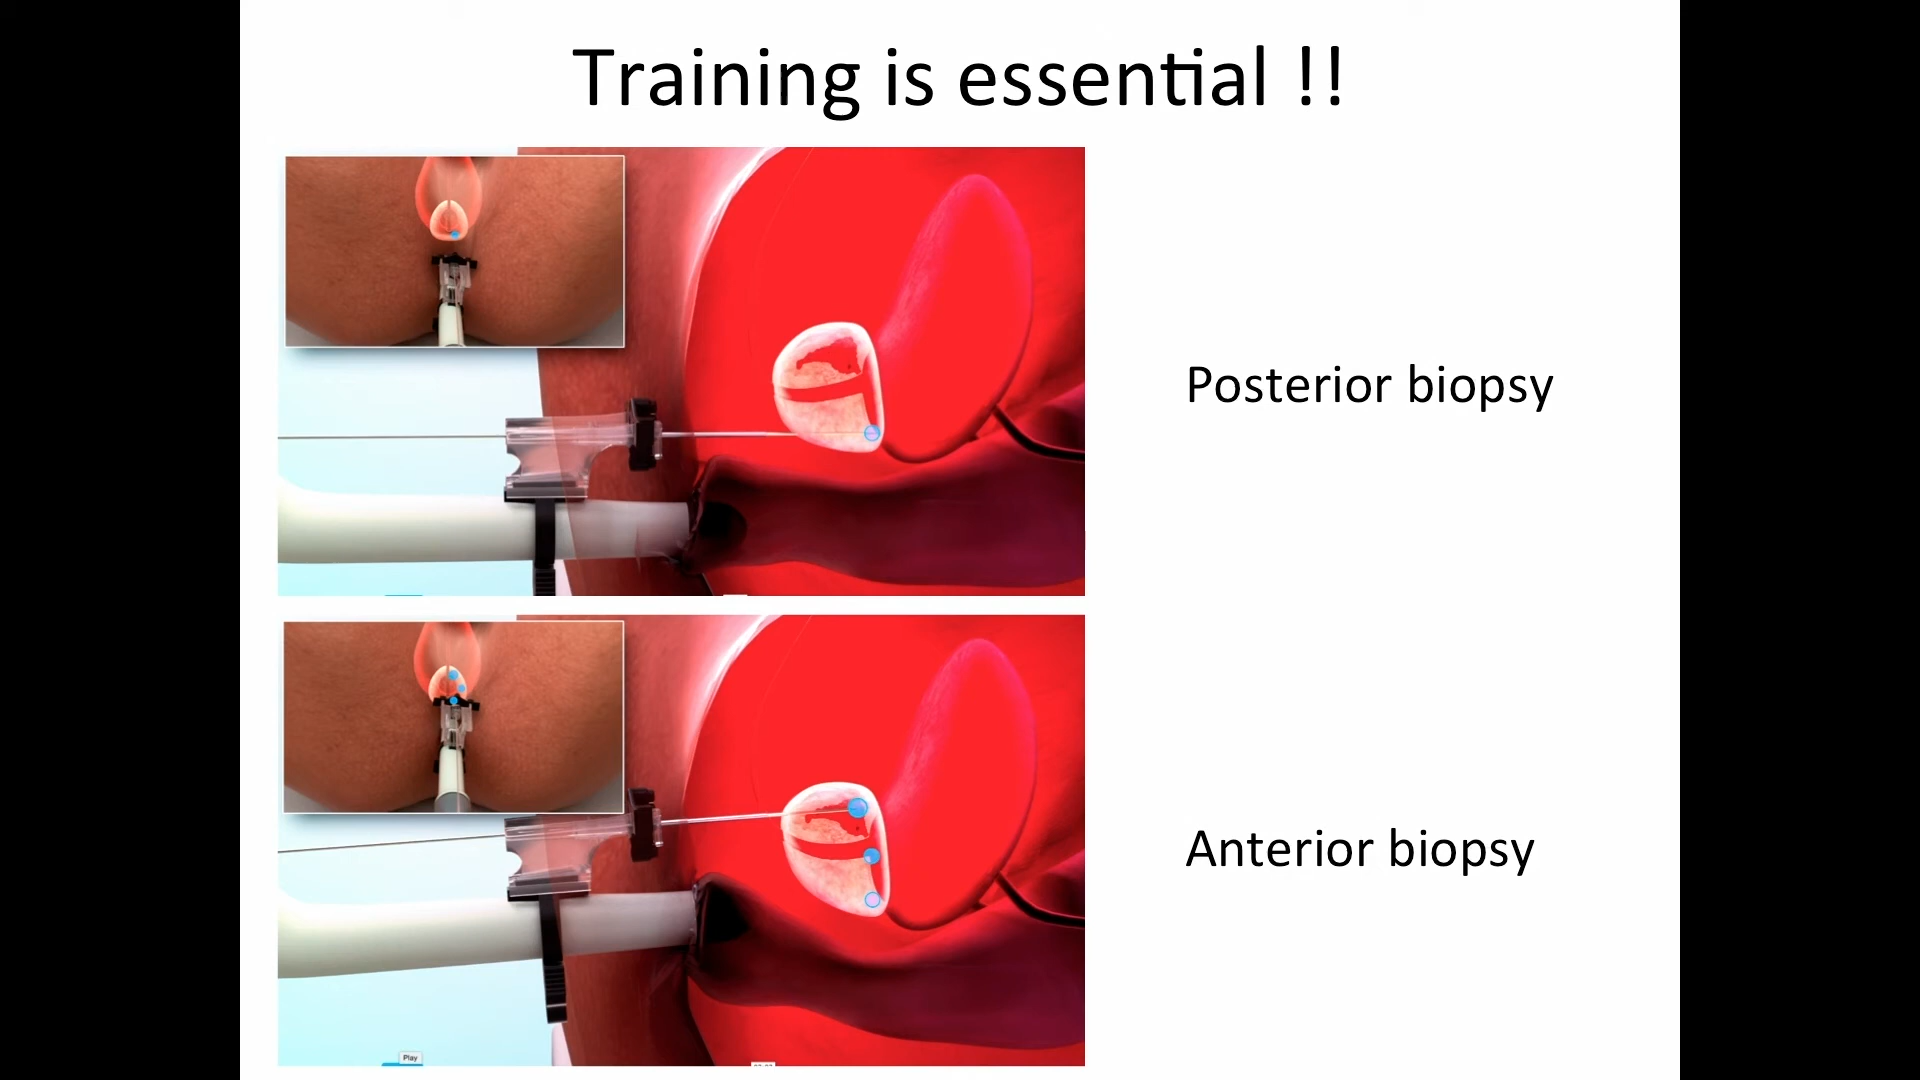 Training is essential !!
Posterior biopsy
Anterior biopsy
Play